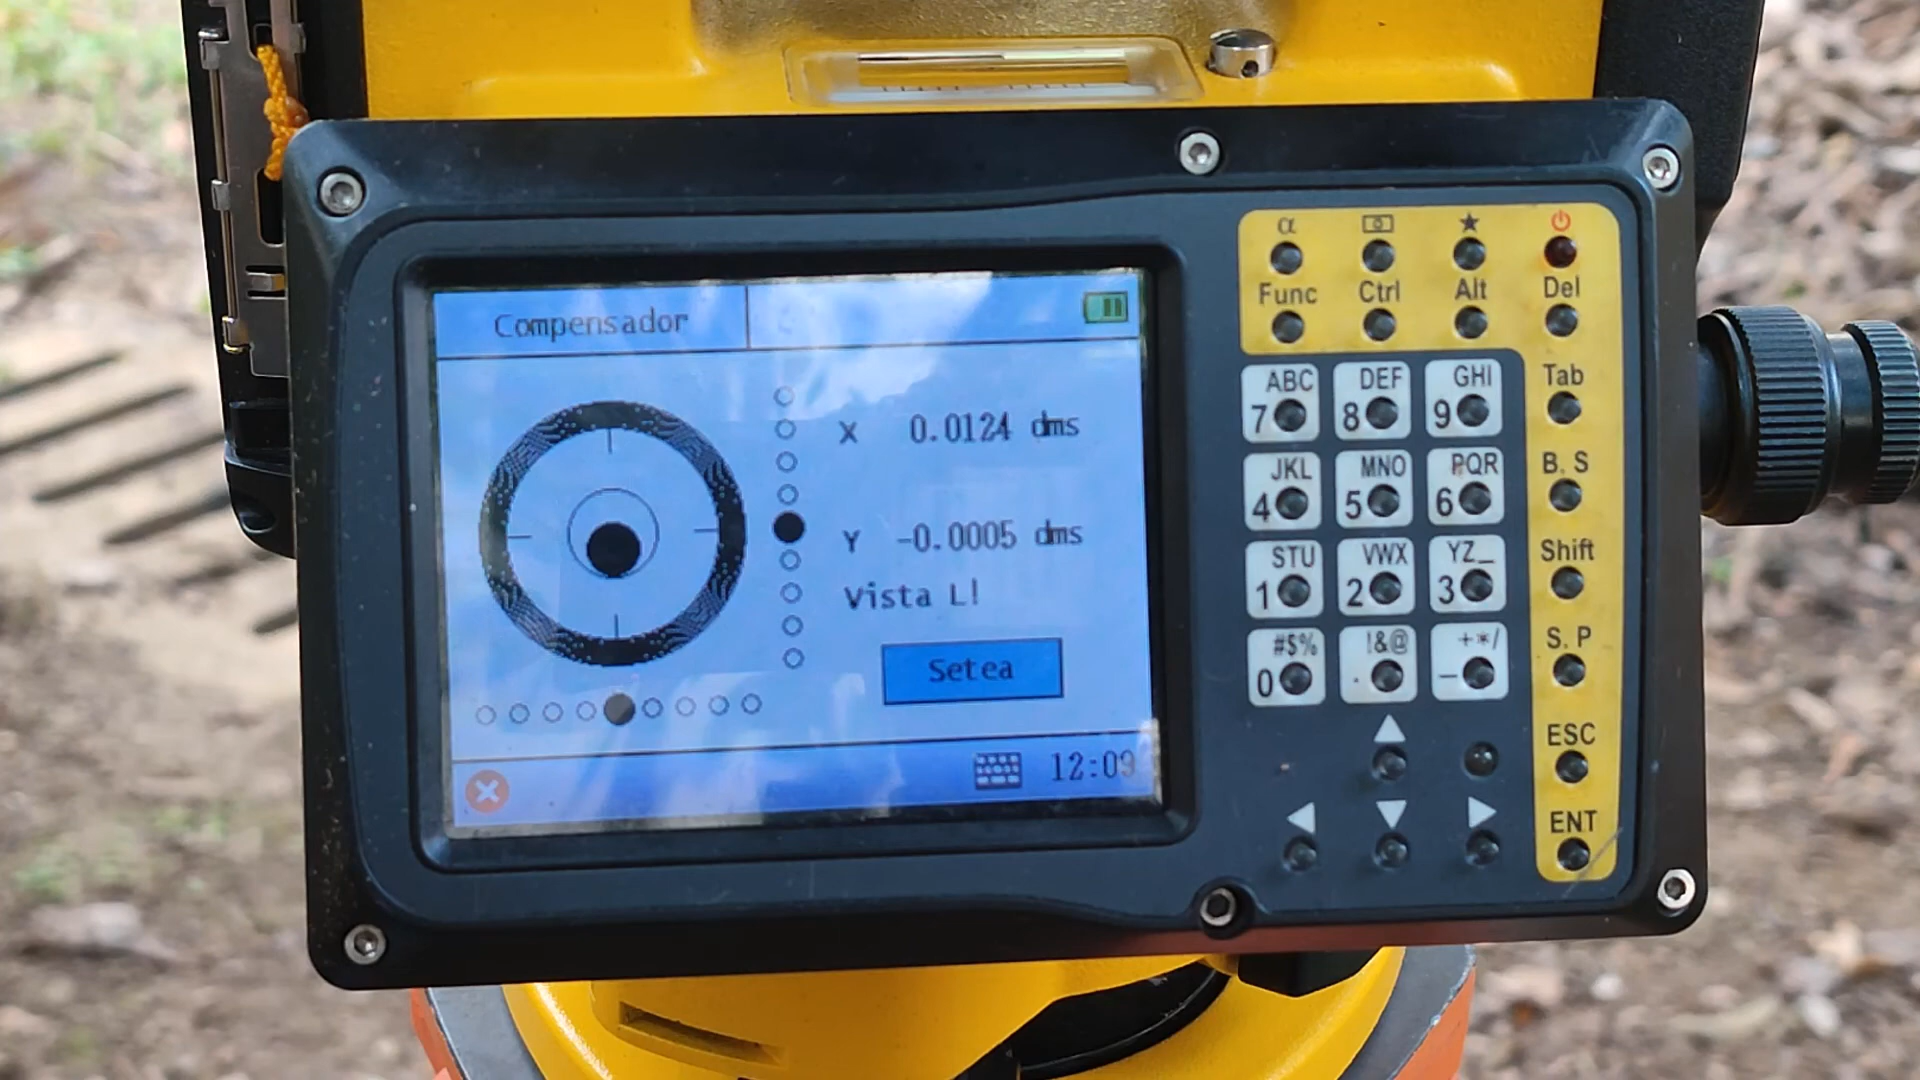 Compensador
X 0.0124 dms
Y -0.0005 dms
Vista L!
Setea
12:09
α ★
Func Ctrl Alt Del
ABC DEF GHI Tab
7 8 9
JKL MNO PQR B.S
4 5 6
STU VWX YZ_ Shift
1 2 3
#$% !&@ +*/ S.P
0 . −
ESC
ENT